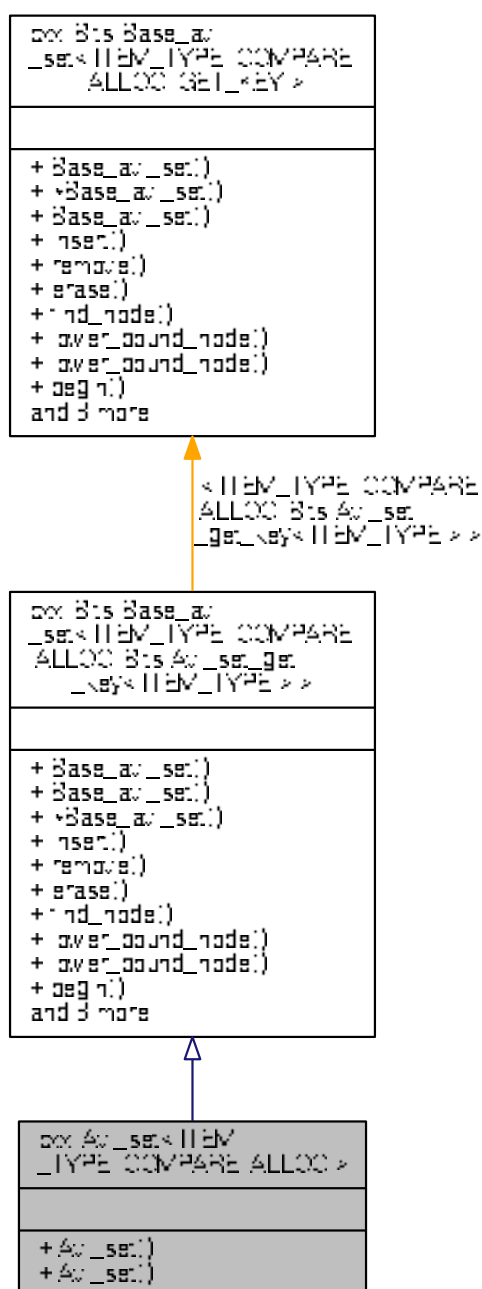 cxx::Bits::Base_avl
_set< ITEM_TYPE, COMPARE,
ALLOC, GET_KEY >
+ Base_avl_set()
+ ~Base_avl_set()
+ Base_avl_set()
+ insert()
+ remove()
+ erase()
+ find_node()
+ lower_bound_node()
+ lower_bound_node()
+ begin()
and more
< ITEM_TYPE, COMPARE,
ALLOC, Bits::Avl_set
_get_key< ITEM_TYPE > >
cxx::Bits::Base_avl
_set< ITEM_TYPE, COMPARE,
ALLOC, Bits::Avl_set_get
_key< ITEM_TYPE > >
+ Base_avl_set()
+ Base_avl_set()
+ ~Base_avl_set()
+ insert()
+ remove()
+ erase()
+ find_node()
+ lower_bound_node()
+ lower_bound_node()
+ begin()
and more
cxx::Avl_set< ITEM
_TYPE, COMPARE, ALLOC >
+ Avl_set()
+ Avl_set()